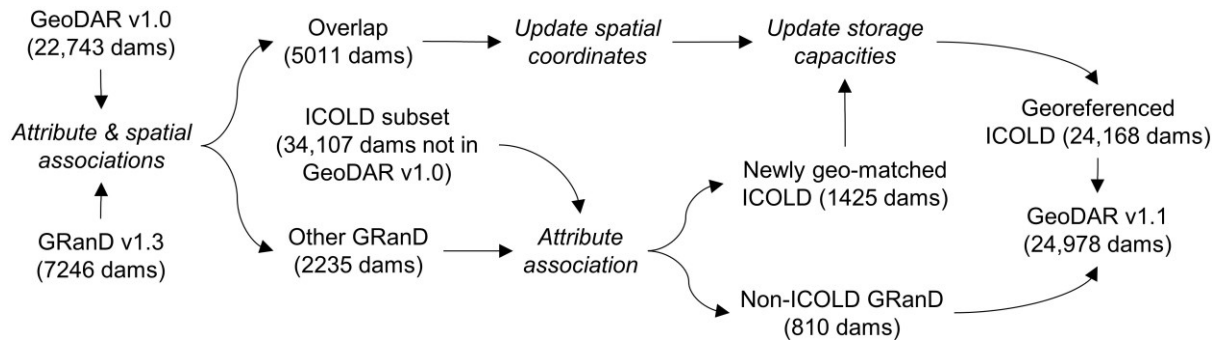 GeoDAR v1.0
(22,743 dams)
Attribute & spatial
associations
GRanD v1.3
(7246 dams)
Overlap
(5011 dams)
ICOLD subset
(34,107 dams not in
GeoDAR v1.0)
Other GRanD
(2235 dams)
Update spatial
coordinates
Attribute
association
Update storage
capacities
Newly geo-matched
ICOLD (1425 dams)
Non-ICOLD GRanD
(810 dams)
Georeferenced
ICOLD (24,168 dams)
GeoDAR v1.1
(24,978 dams)